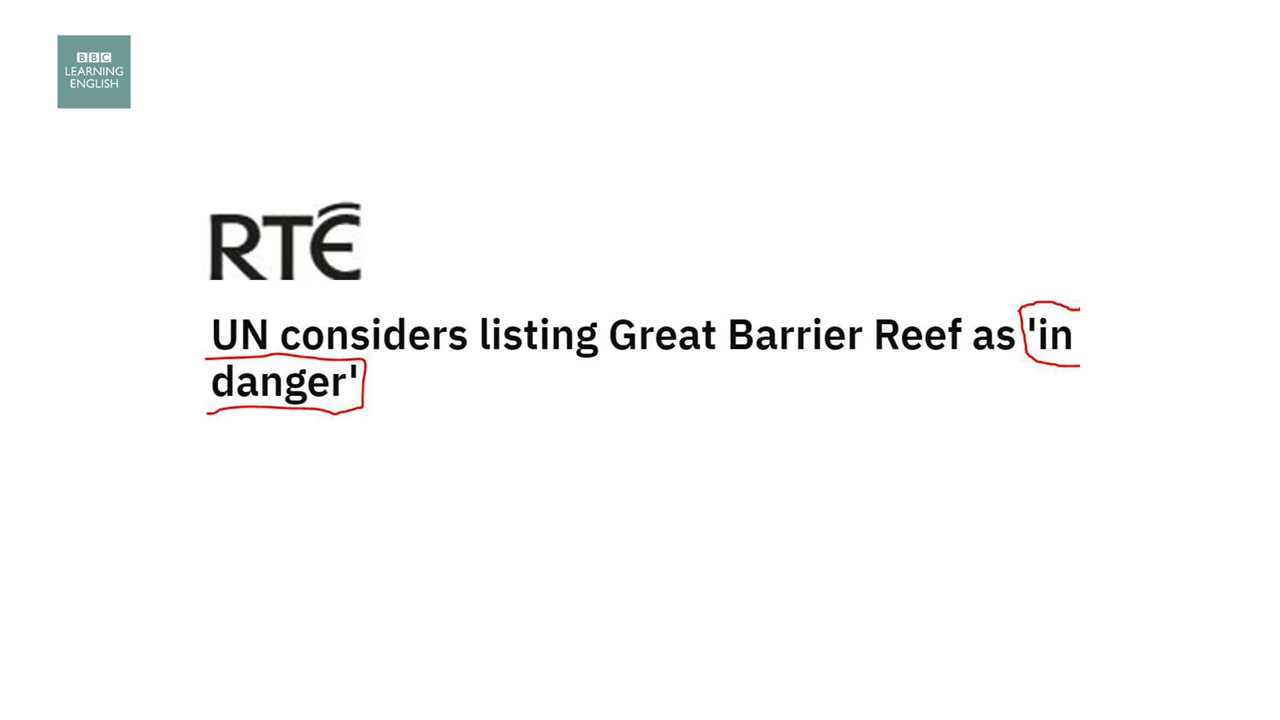 BBC
LEARNING
ENGLISH
RTÉ
UN considers listing Great Barrier Reef as 'in
danger'